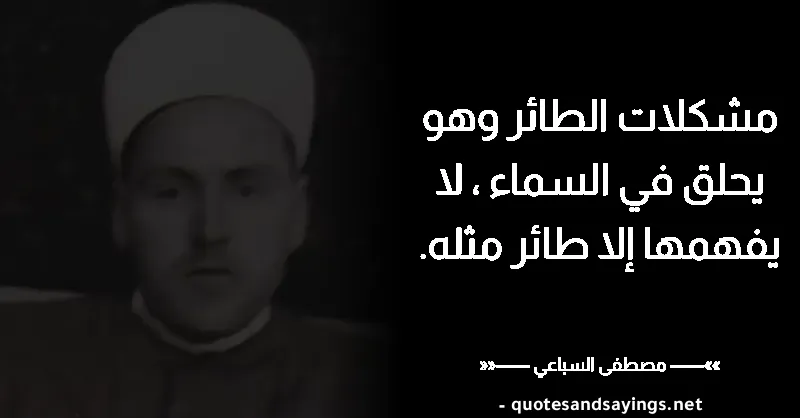 مشكلات الطائر وهو
يحلق في السماء ، لا
يفهمها إلا طائر مثله.
»»—— مصطفى السباعي ——««
- quotesandsayings.net